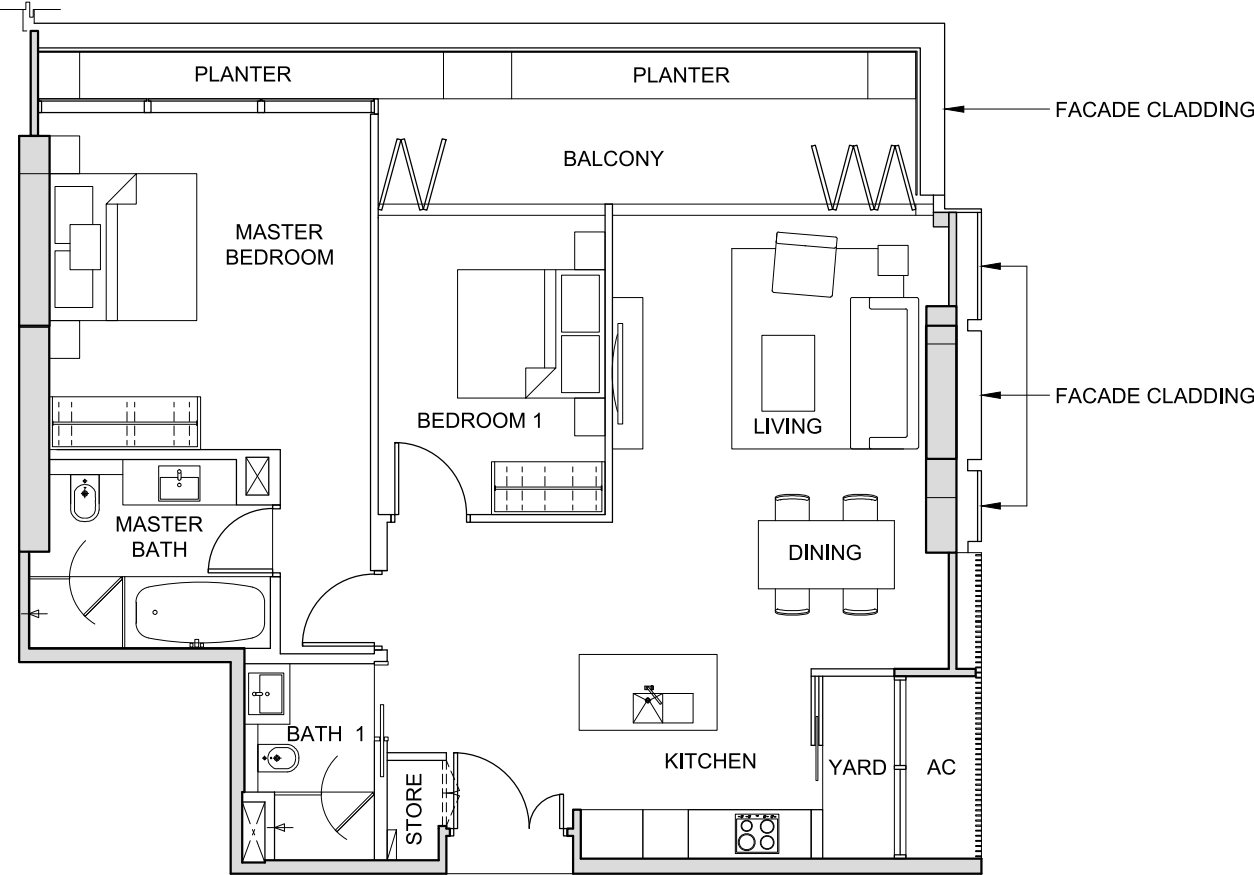 PLANTER
PLANTER
FACADE CLADDING
BALCONY
MASTER
BEDROOM
FACADE CLADDING
BEDROOM 1
LIVING
MASTER
BATH
DINING
BATH 1
KITCHEN
YARD
AC
STORE